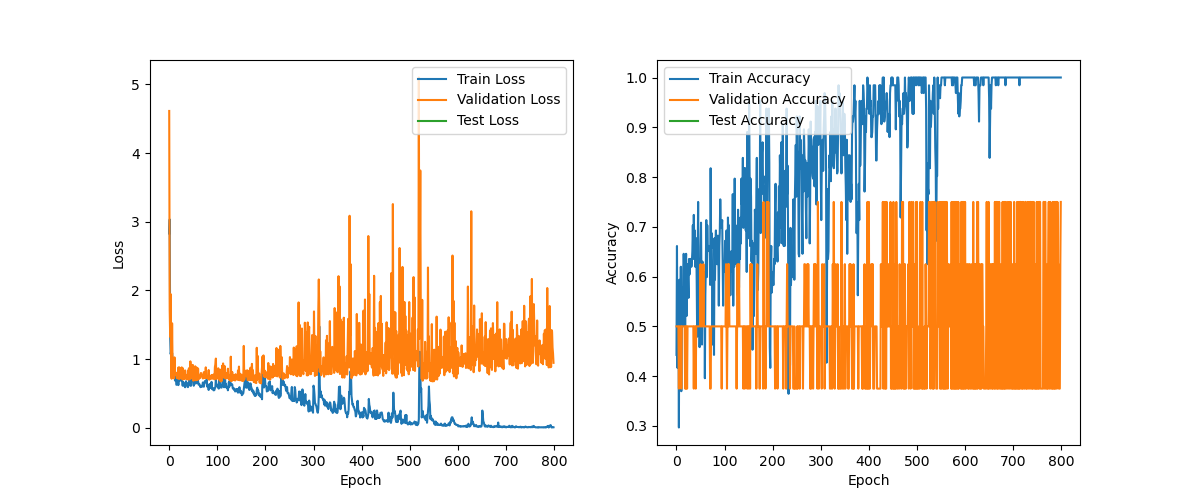 Train Loss
Validation Loss
Test Loss
Loss
5
4
3
2
1
0
0 100 200 300 400 500 600 700 800
Epoch
Train Accuracy
Validation Accuracy
Test Accuracy
Accuracy
1.0
0.9
0.8
0.7
0.6
0.5
0.4
0.3
0 100 200 300 400 500 600 700 800
Epoch